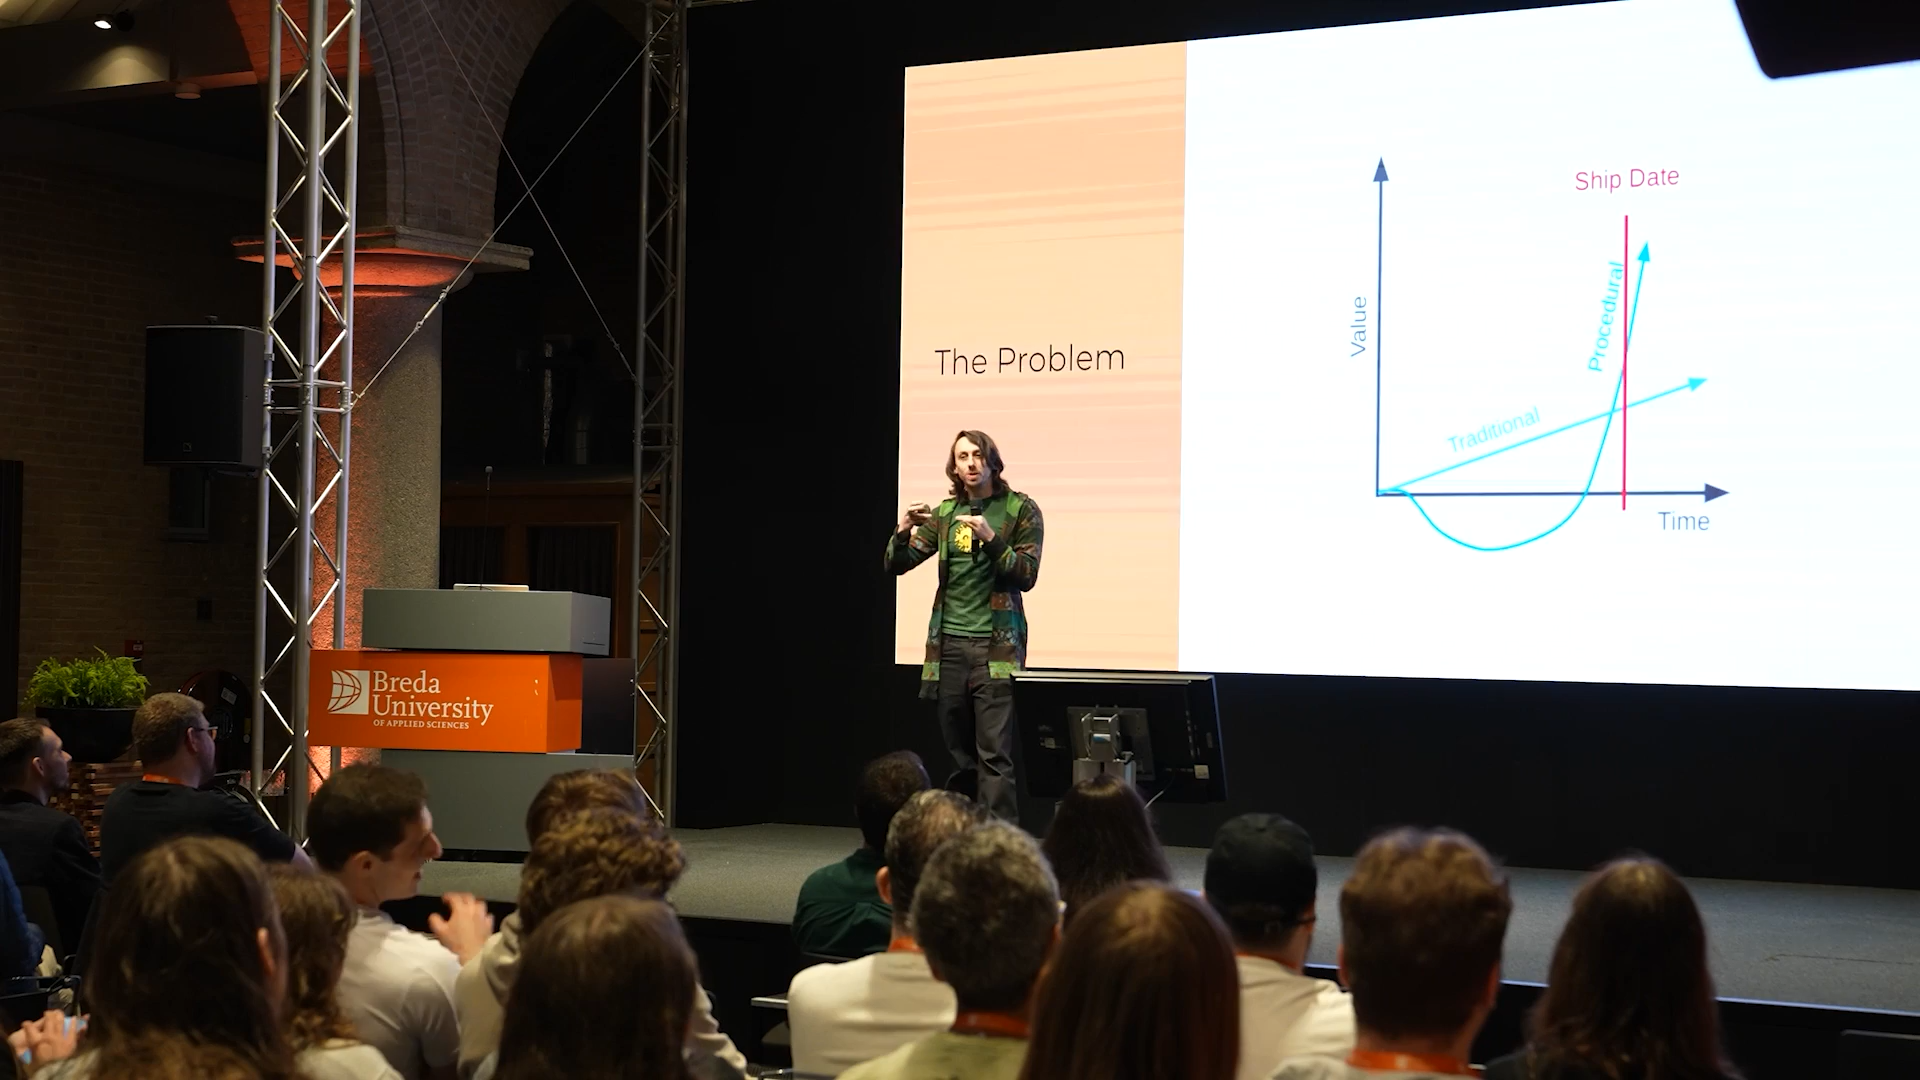 The Problem
Ship Date
Value
Procedural
Traditional
Time
Breda
University
OF APPLIED SCIENCES